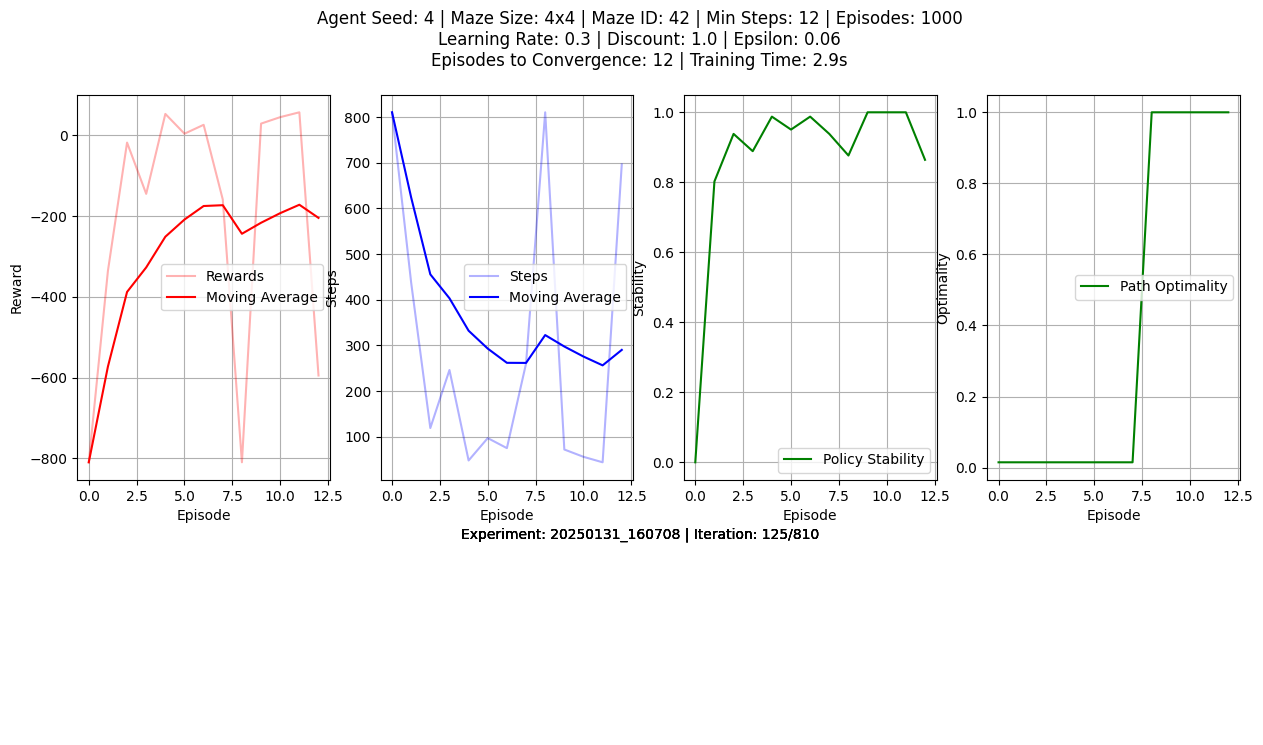 Agent Seed: 4 | Maze Size: 4x4 | Maze ID: 42 | Min Steps: 12 | Episodes: 1000
Learning Rate: 0.3 | Discount: 1.0 | Epsilon: 0.06
Episodes to Convergence: 12 | Training Time: 2.9s
Reward
0
−200
−400
−600
−800
Rewards
Moving Average
0.0 2.5 5.0 7.5 10.0 12.5
Episode
Steps
800
700
600
500
400
300
200
100
Steps
Moving Average
0.0 2.5 5.0 7.5 10.0 12.5
Episode
Stability
1.0
0.8
0.6
0.4
0.2
0.0
Policy Stability
0.0 2.5 5.0 7.5 10.0 12.5
Episode
Optimality
1.0
0.8
0.6
0.4
0.2
0.0
Path Optimality
0.0 2.5 5.0 7.5 10.0 12.5
Episode
Experiment: 20250131_160708 | Iteration: 125/810